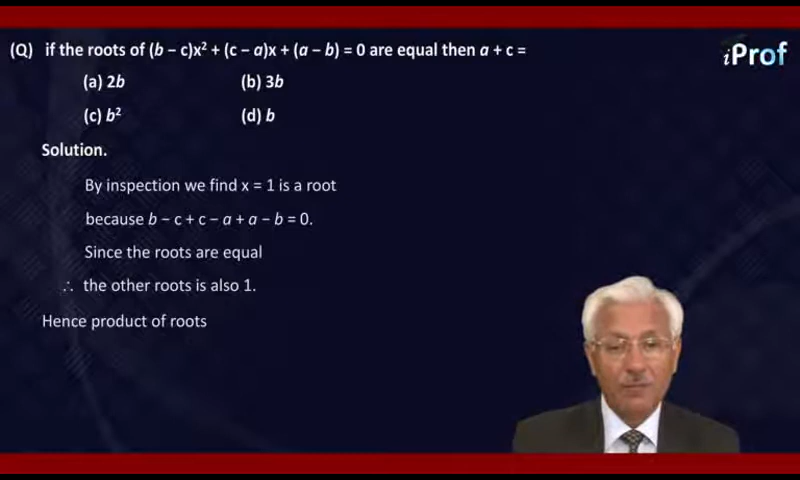 (Q) if the roots of (b – c)x² + (c – a)x + (a – b) = 0 are equal then a + c =
iProf
(a) 2b (b) 3b
(c) b² (d) b
Solution.
By inspection we find x = 1 is a root
because b – c + c – a + a – b = 0.
Since the roots are equal
∴ the other roots is also 1.
Hence product of roots